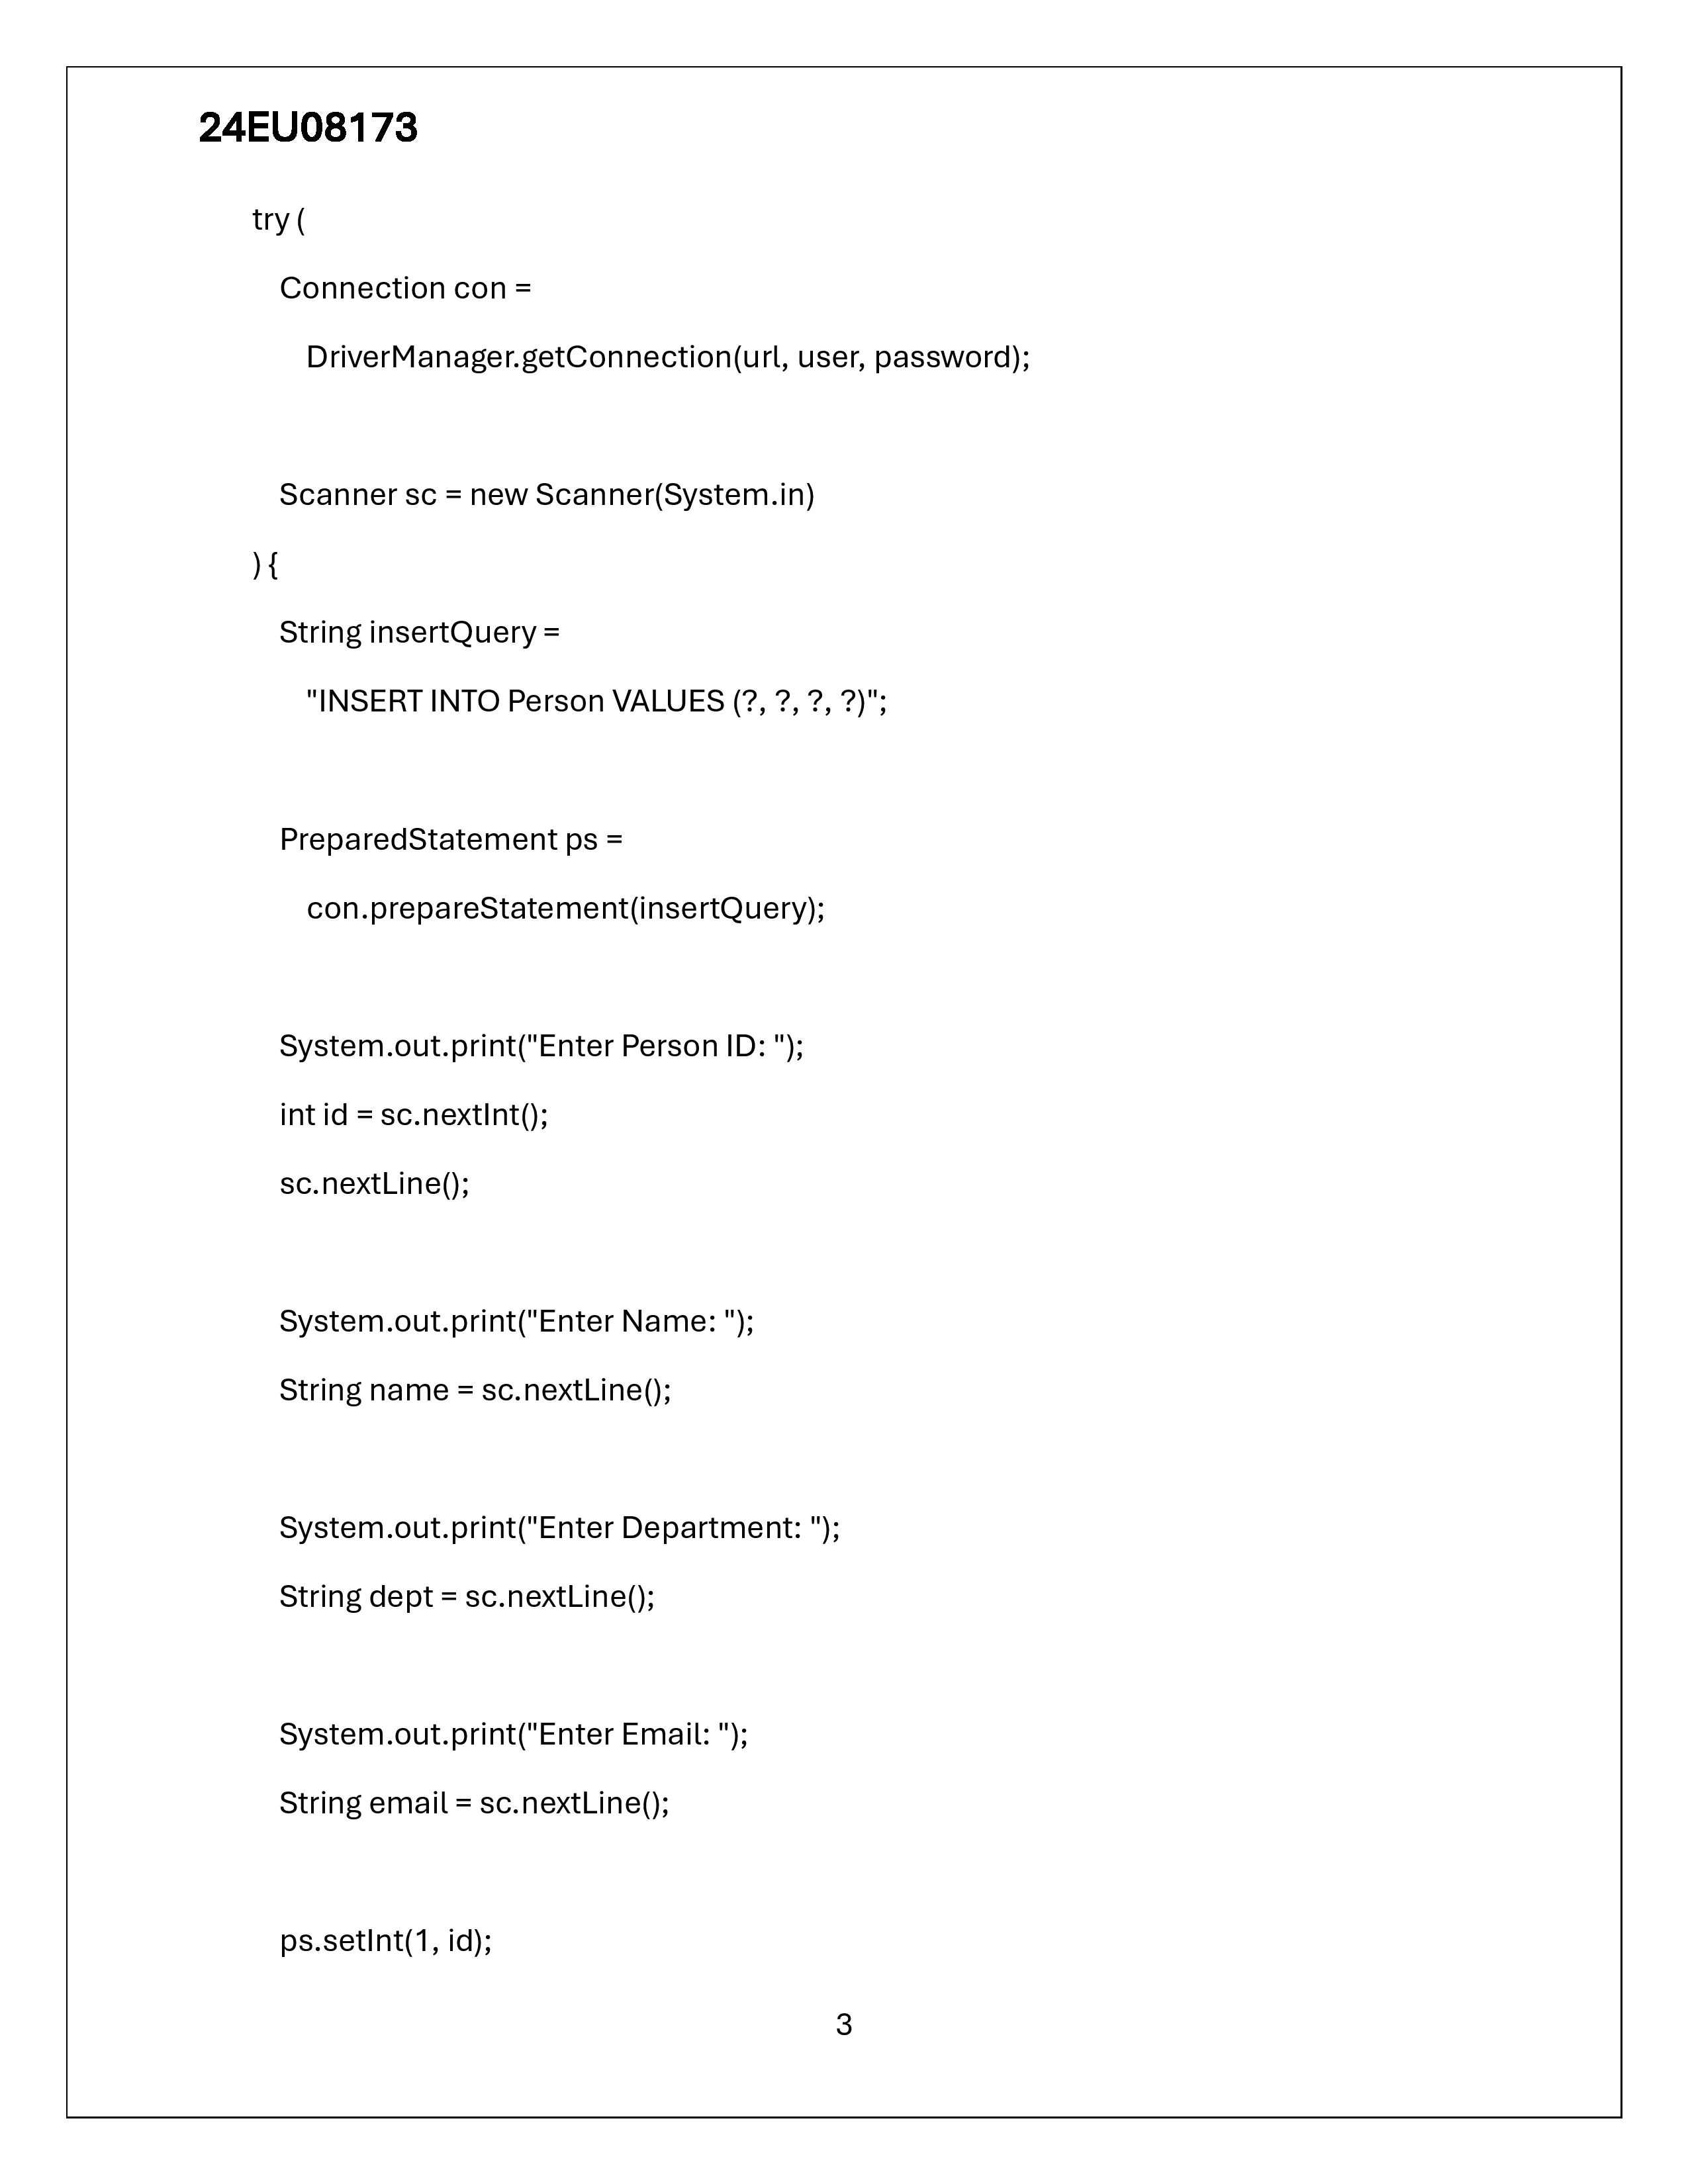 24EU08173
try (
Connection con =
DriverManager.getConnection(url, user, password);
Scanner sc = new Scanner(System.in)
) {
String insertQuery =
"INSERT INTO Person VALUES (?, ?, ?, ?)";
PreparedStatement ps =
con.prepareStatement(insertQuery);
System.out.print("Enter Person ID: ");
int id = sc.nextInt();
sc.nextLine();
System.out.print("Enter Name: ");
String name = sc.nextLine();
System.out.print("Enter Department: ");
String dept = sc.nextLine();
System.out.print("Enter Email: ");
String email = sc.nextLine();
ps.setInt(1, id);
3